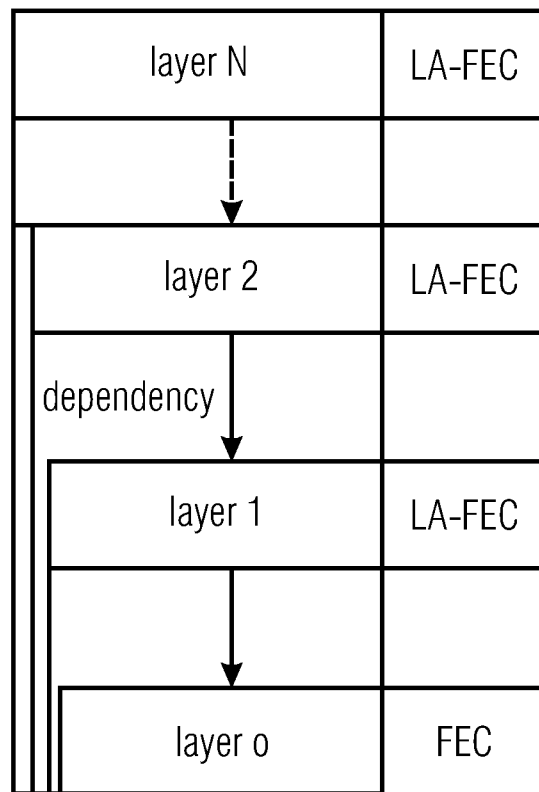 layer N LA-FEC
layer 2 LA-FEC
dependency
layer 1 LA-FEC
layer o FEC